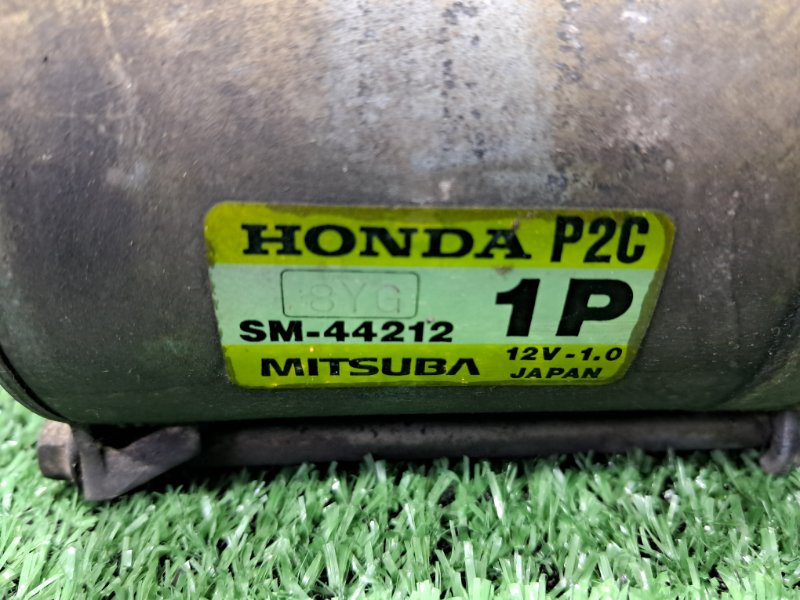 HONDA P2C
8YG
1P
SM-44212
12V-1.0
MITSUBA
JAPAN